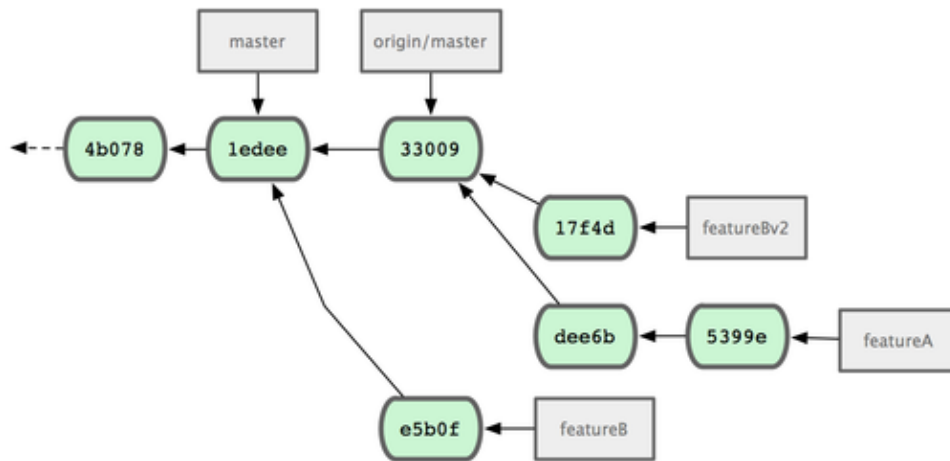 master
origin/master
4b078
1edee
33009
17f4d
featureBv2
dee6b
5399e
featureA
e5b0f
featureB